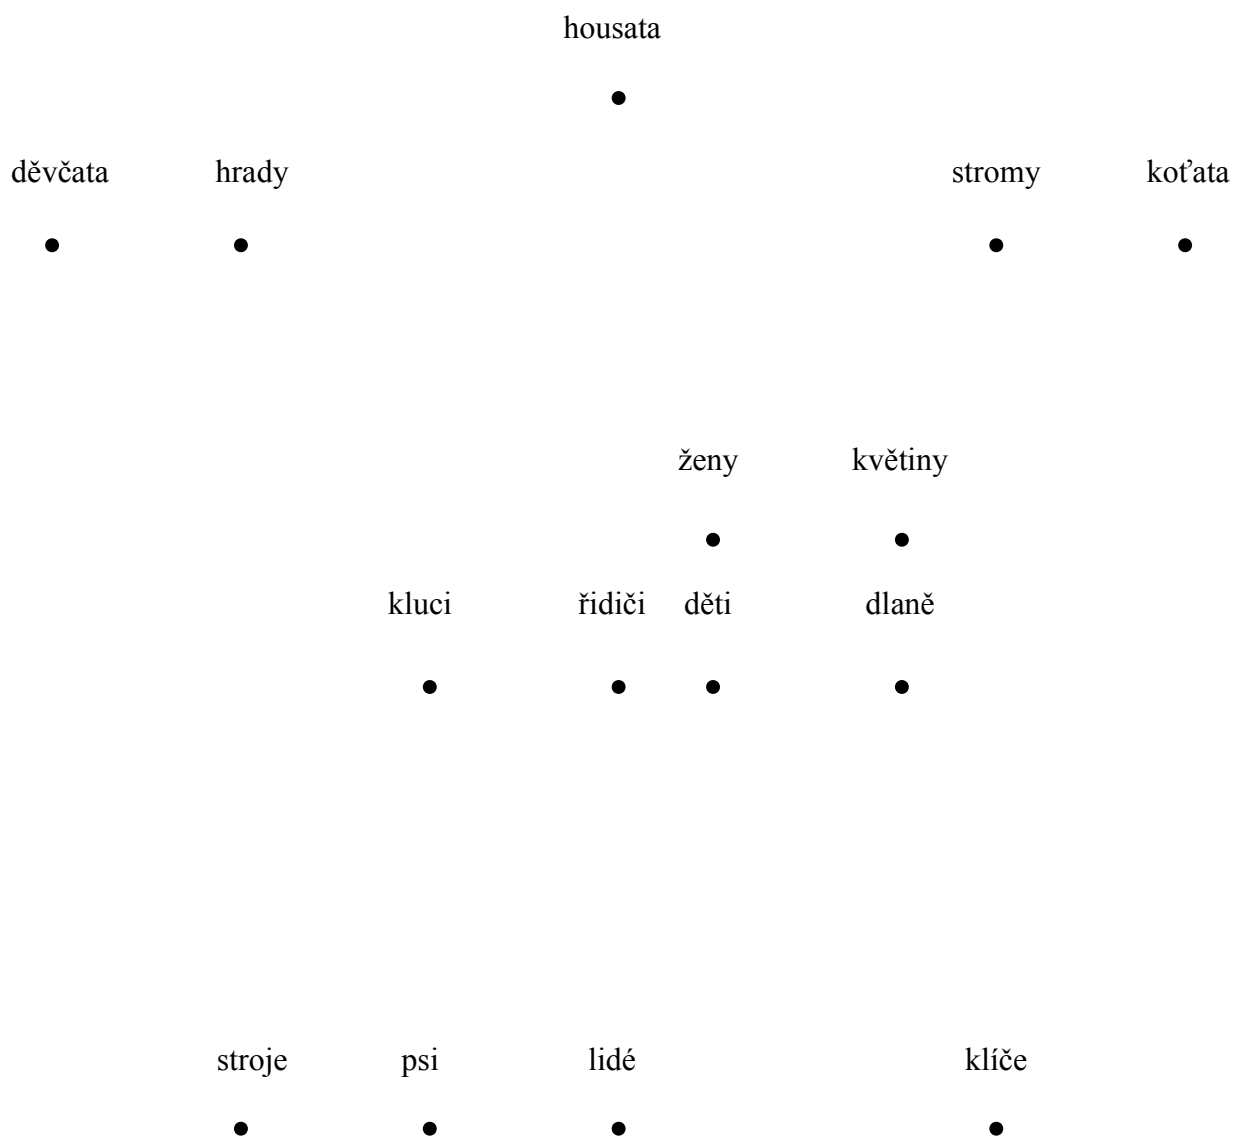 housata
děvčata hrady stromy koťata
ženy květiny
kluci řidiči děti dlaně
stroje psi lidé klíče